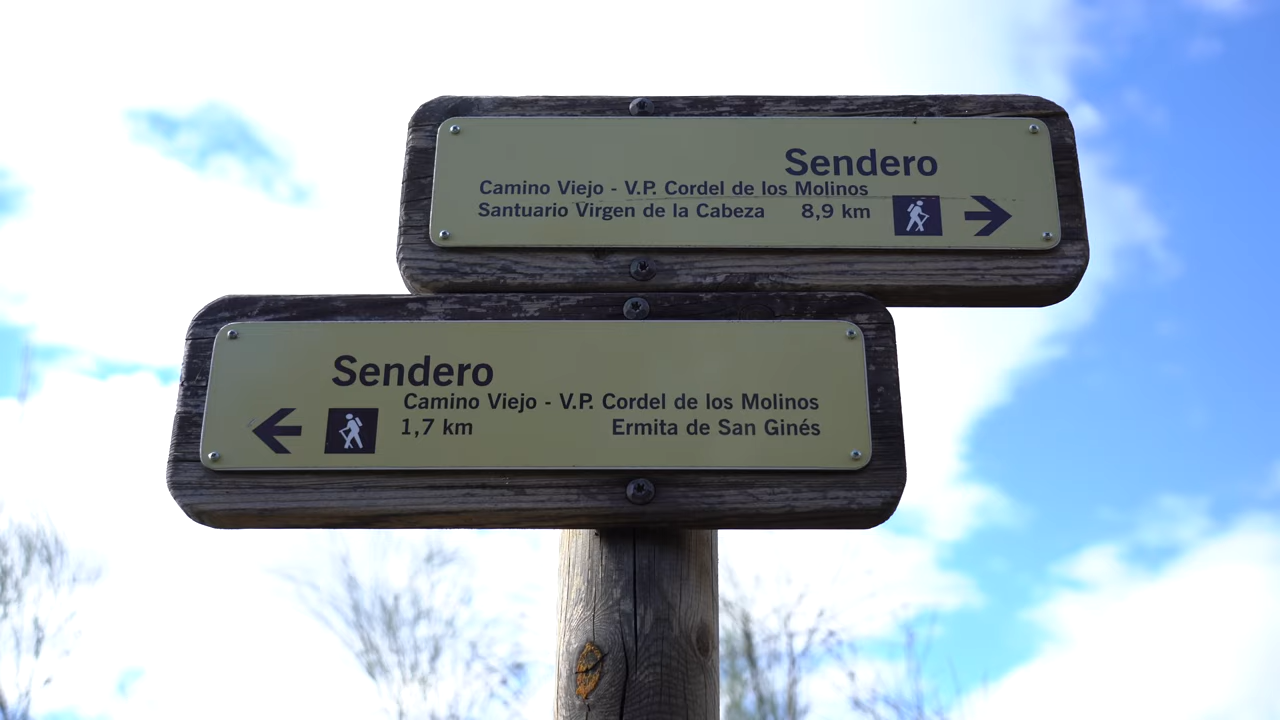 Sendero
Camino Viejo - V.P. Cordel de los Molinos
Santuario Virgen de la Cabeza 8,9 km
Sendero
Camino Viejo - V.P. Cordel de los Molinos
1,7 km Ermita de San Ginés